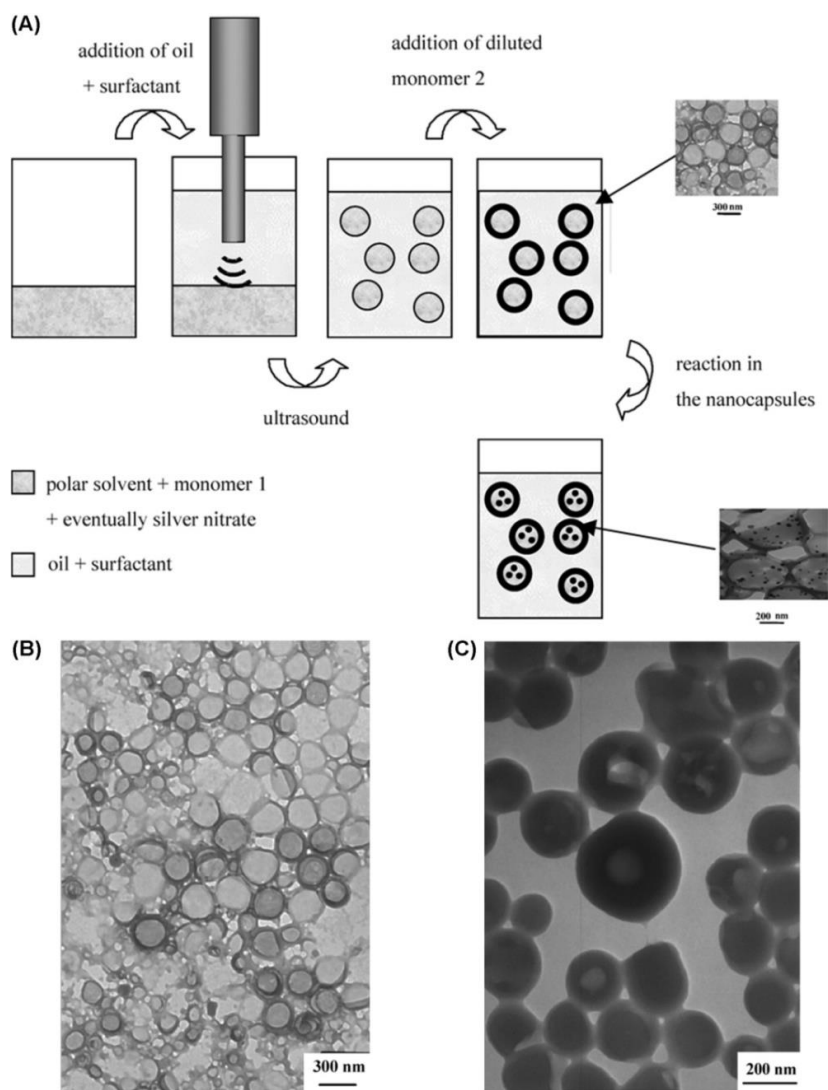 (A)
addition of oil
+ surfactant
addition of diluted
monomer 2
300 nm
ultrasound
reaction in
the nanocapsules
polar solvent + monomer 1
+ eventually silver nitrate
oil + surfactant
200 nm
(B)
(C)
300 nm
200 nm